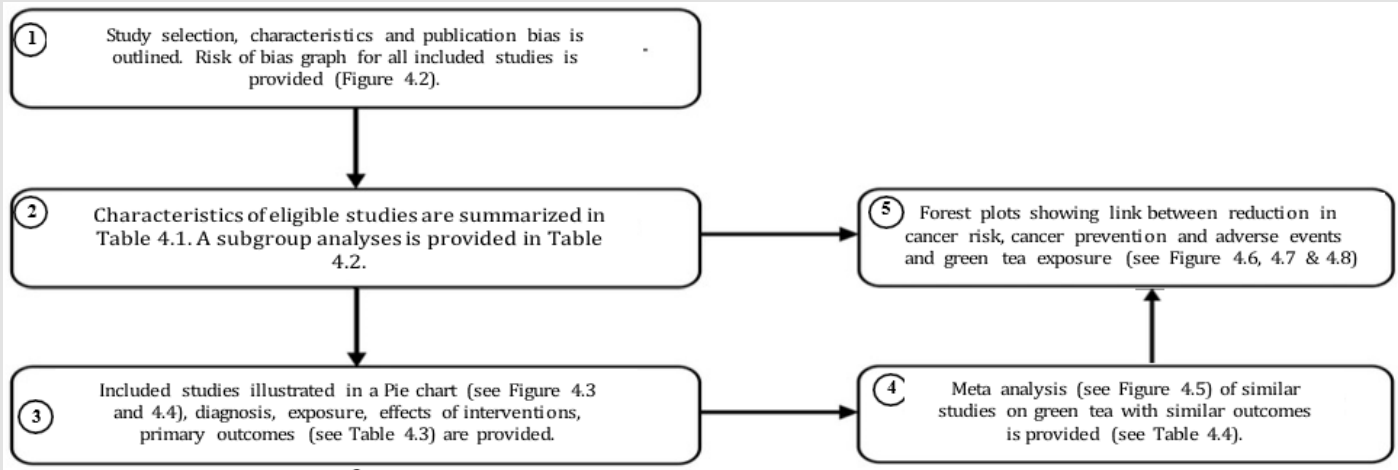 1
Study selection, characteristics and publication bias is
outlined. Risk of bias graph for all included studies is
provided (Figure 4.2).
2
Characteristics of eligible studies are summarized in
Table 4.1. A subgroup analyses is provided in Table
4.2.
3
Included studies illustrated in a Pie chart (see Figure 4.3
and 4.4), diagnosis, exposure, effects of interventions,
primary outcomes (see Table 4.3) are provided.
4
Meta analysis (see Figure 4.5) of similar
studies on green tea with similar outcomes
is provided (see Table 4.4).
5
Forest plots showing link between reduction in
cancer risk, cancer prevention and adverse events
and green tea exposure (see Figure 4.6, 4.7 & 4.8)